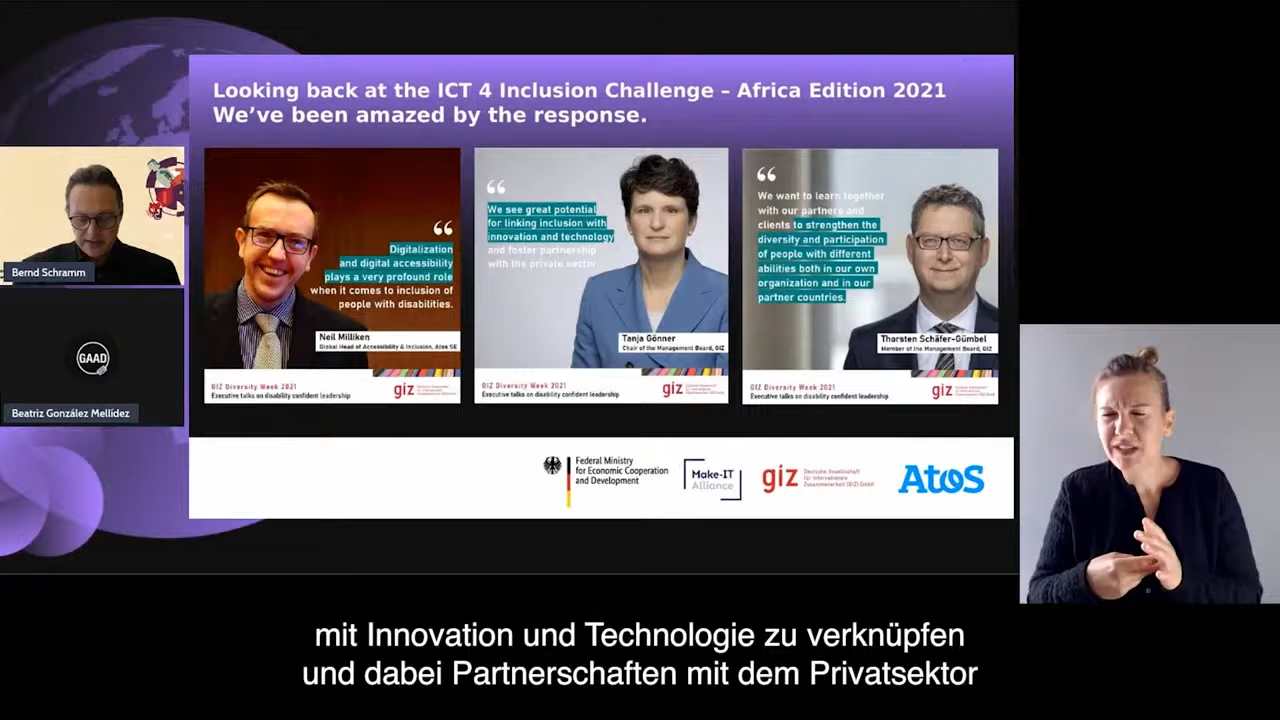 Looking back at the ICT 4 Inclusion Challenge – Africa Edition 2021
We've been amazed by the response.
Bernd Schramm
GAAD
Beatriz González Mellídez
“
Digitalization
and digital accessibility
plays a very profound role
when it comes to inclusion of
people with disabilities.
Neil Milliken
Global Head of Accessibility & Inclusion, Atos SE
GIZ Diversity Week 2021
Executive talks on disability confident leadership
giz
“
We see great potential
for linking inclusion with
innovation and technology
and foster partnership
with the private sector
Tanja Gönner
Chair of the Management Board, GIZ
GIZ Diversity Week 2021
Executive talks on disability confident leadership
giz
“
We want to learn together
with our partners and
clients to strengthen the
diversity and participation
of people with different
abilities both in our own
organization and in our
partner countries.
Thorsten Schäfer-Gümbel
Member of the Management Board, GIZ
GIZ Diversity Week 2021
Executive talks on disability confident leadership
giz
Federal Ministry
for Economic Cooperation
and Development
Make-IT
Alliance
giz
Deutsche Gesellschaft
für Internationale
Zusammenarbeit (GIZ) GmbH
Atos
mit Innovation und Technologie zu verknüpfen
und dabei Partnerschaften mit dem Privatsektor